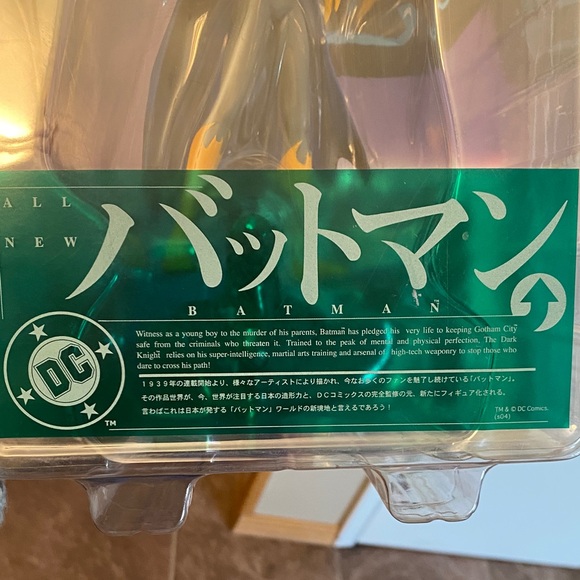 ALL
NEW
バットマン
BATMAN
Witness as a young boy to the murder of his parents, Batman has pledged his very life to keeping Gotham City
safe from the criminals who threaten it. Trained to the peak of mental and physical perfection, The Dark
Knight relies on his super-intelligence, martial arts training and arsenal of high-tech weaponry to stop those who
dare to cross his path!
1939年の連載開始より、様々なアーティストにより描かれ、今なお多くのファンを魅了し続けている「バットマン」。
その作品世界が、今、世界が注目する日本の造形力と、DCコミックスの完全監修の元、新たにフィギュア化される。
言わばこれは日本が発する「バットマン」ワールドの新境地と言えるであろう！
DC
TM
TM & © DC Comics.
(s04)